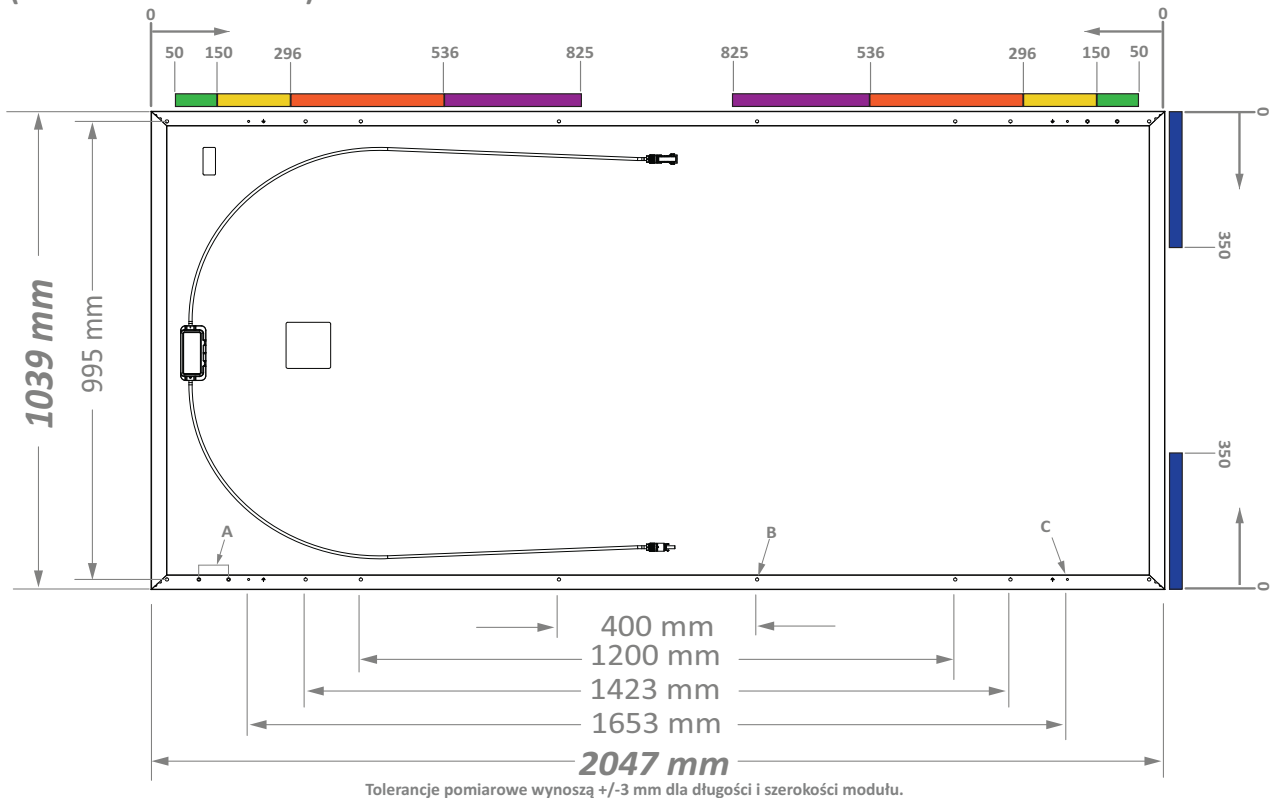 0
0
50 150 296 536 825
825 536 296 150 50
0
350
350
0
1039 mm
995 mm
A
B
C
400 mm
1200 mm
1423 mm
1653 mm
2047 mm
Tolerancje pomiarowe wynoszą +/-3 mm dla długości i szerokości modułu.